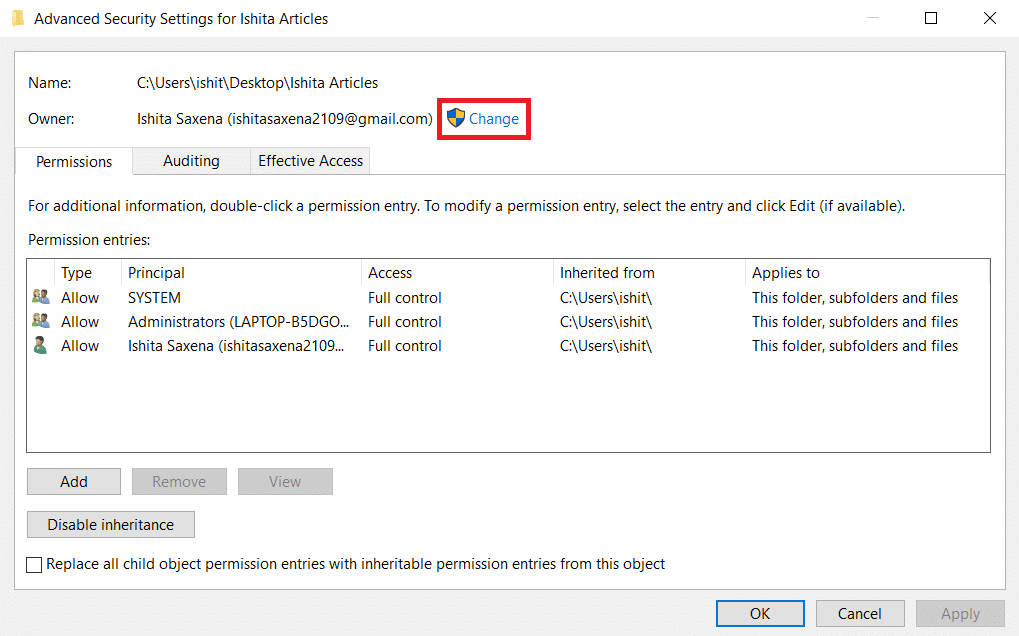 Advanced Security Settings for Ishita Articles
Name: C:\Users\ishit\Desktop\Ishita Articles
Owner: Ishita Saxena (ishitasaxena2109@gmail.com) Change
Permissions Auditing Effective Access
For additional information, double-click a permission entry. To modify a permission entry, select the entry and click Edit (if available).
Permission entries:
Type Principal Access Inherited from Applies to
Allow SYSTEM Full control C:\Users\ishit\ This folder, subfolders and files
Allow Administrators (LAPTOP-B5DGO... Full control C:\Users\ishit\ This folder, subfolders and files
Allow Ishita Saxena (ishitasaxena2109... Full control C:\Users\ishit\ This folder, subfolders and files
Add Remove View
Disable inheritance
Replace all child object permission entries with inheritable permission entries from this object
OK Cancel Apply